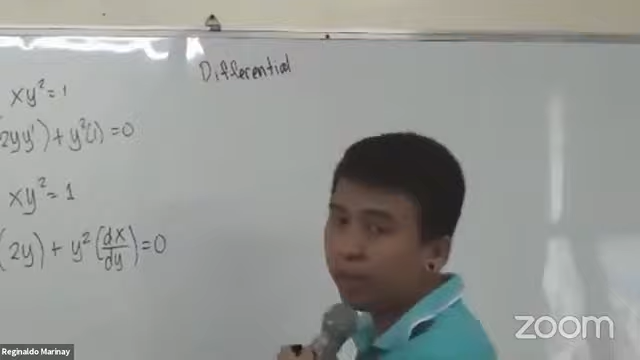 Differential
xy² = 1
2yy') + y²(1) = 0
xy² = 1
(2y) + y²(dx/dy) = 0
zoom
Reginaldo Marinay